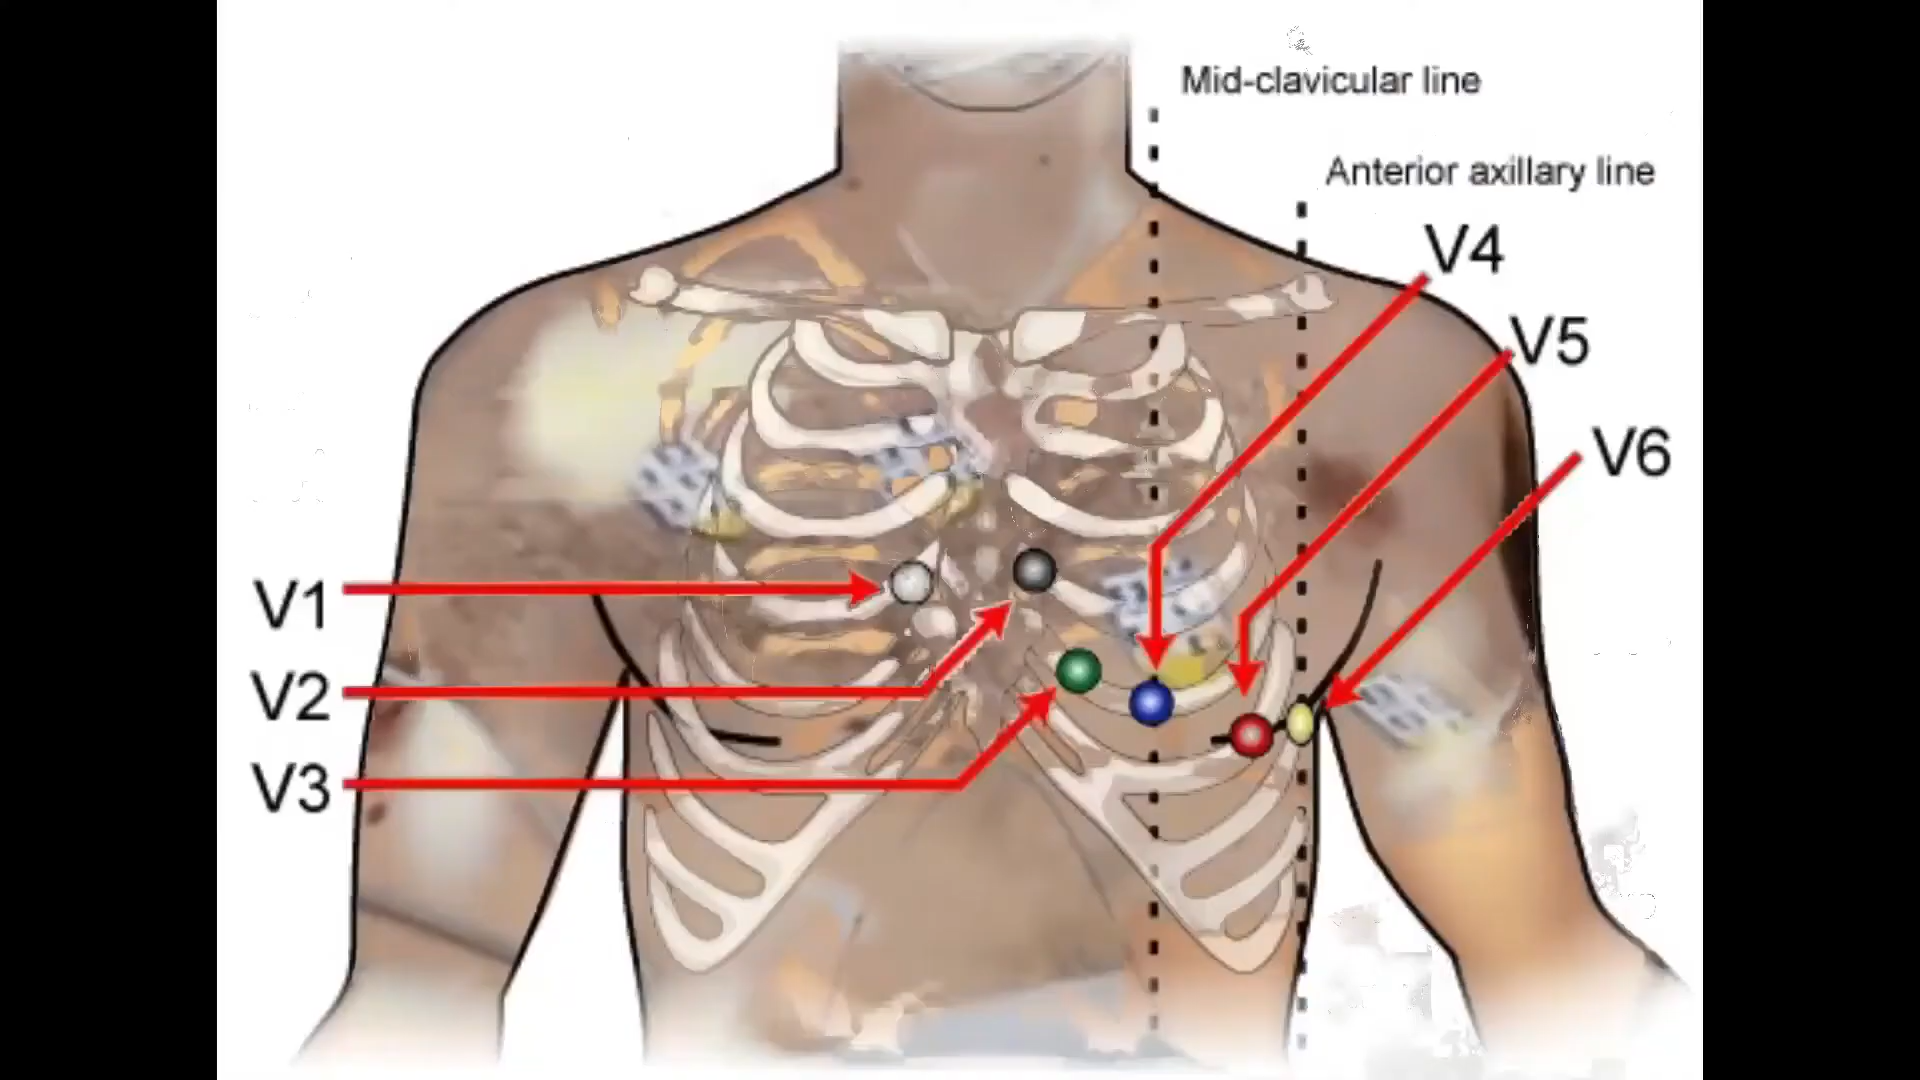 Mid-clavicular line
Anterior axillary line
V4
V5
V6
V1
V2
V3